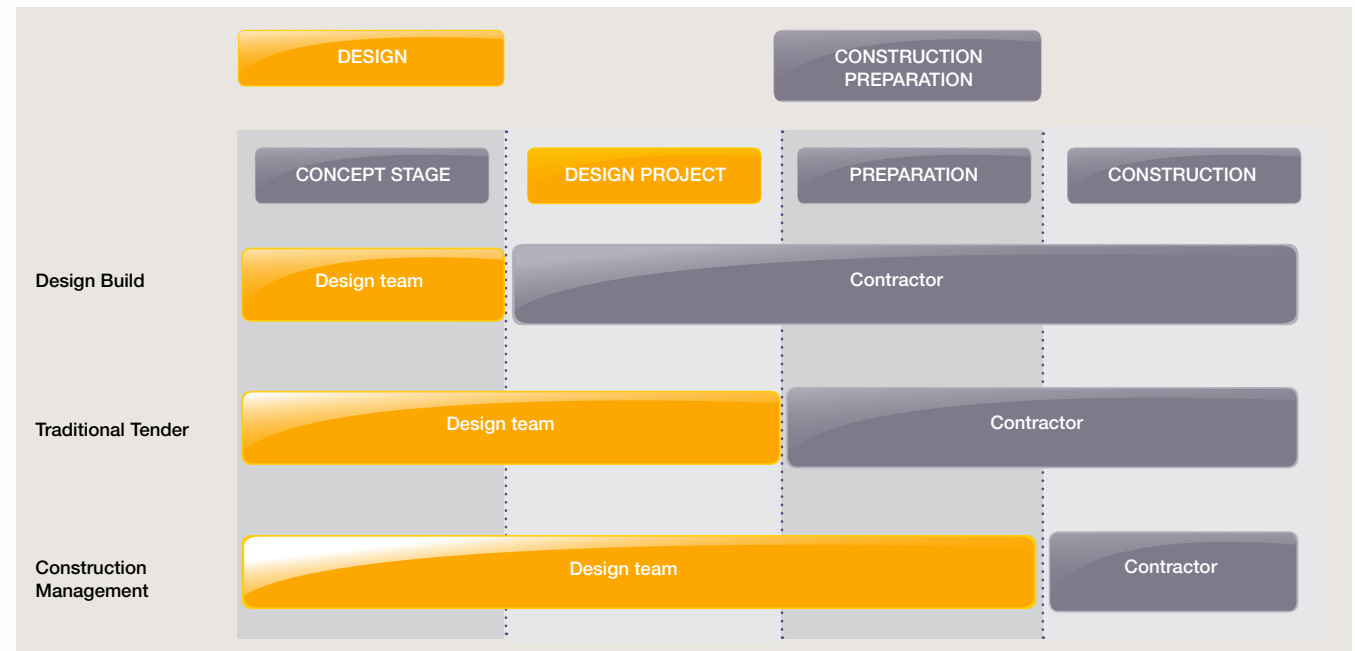 DESIGN
CONSTRUCTION
PREPARATION
CONCEPT STAGE
DESIGN PROJECT
PREPARATION
CONSTRUCTION
Design Build
Design team
Contractor
Traditional Tender
Design team
Contractor
Construction
Management
Design team
Contractor